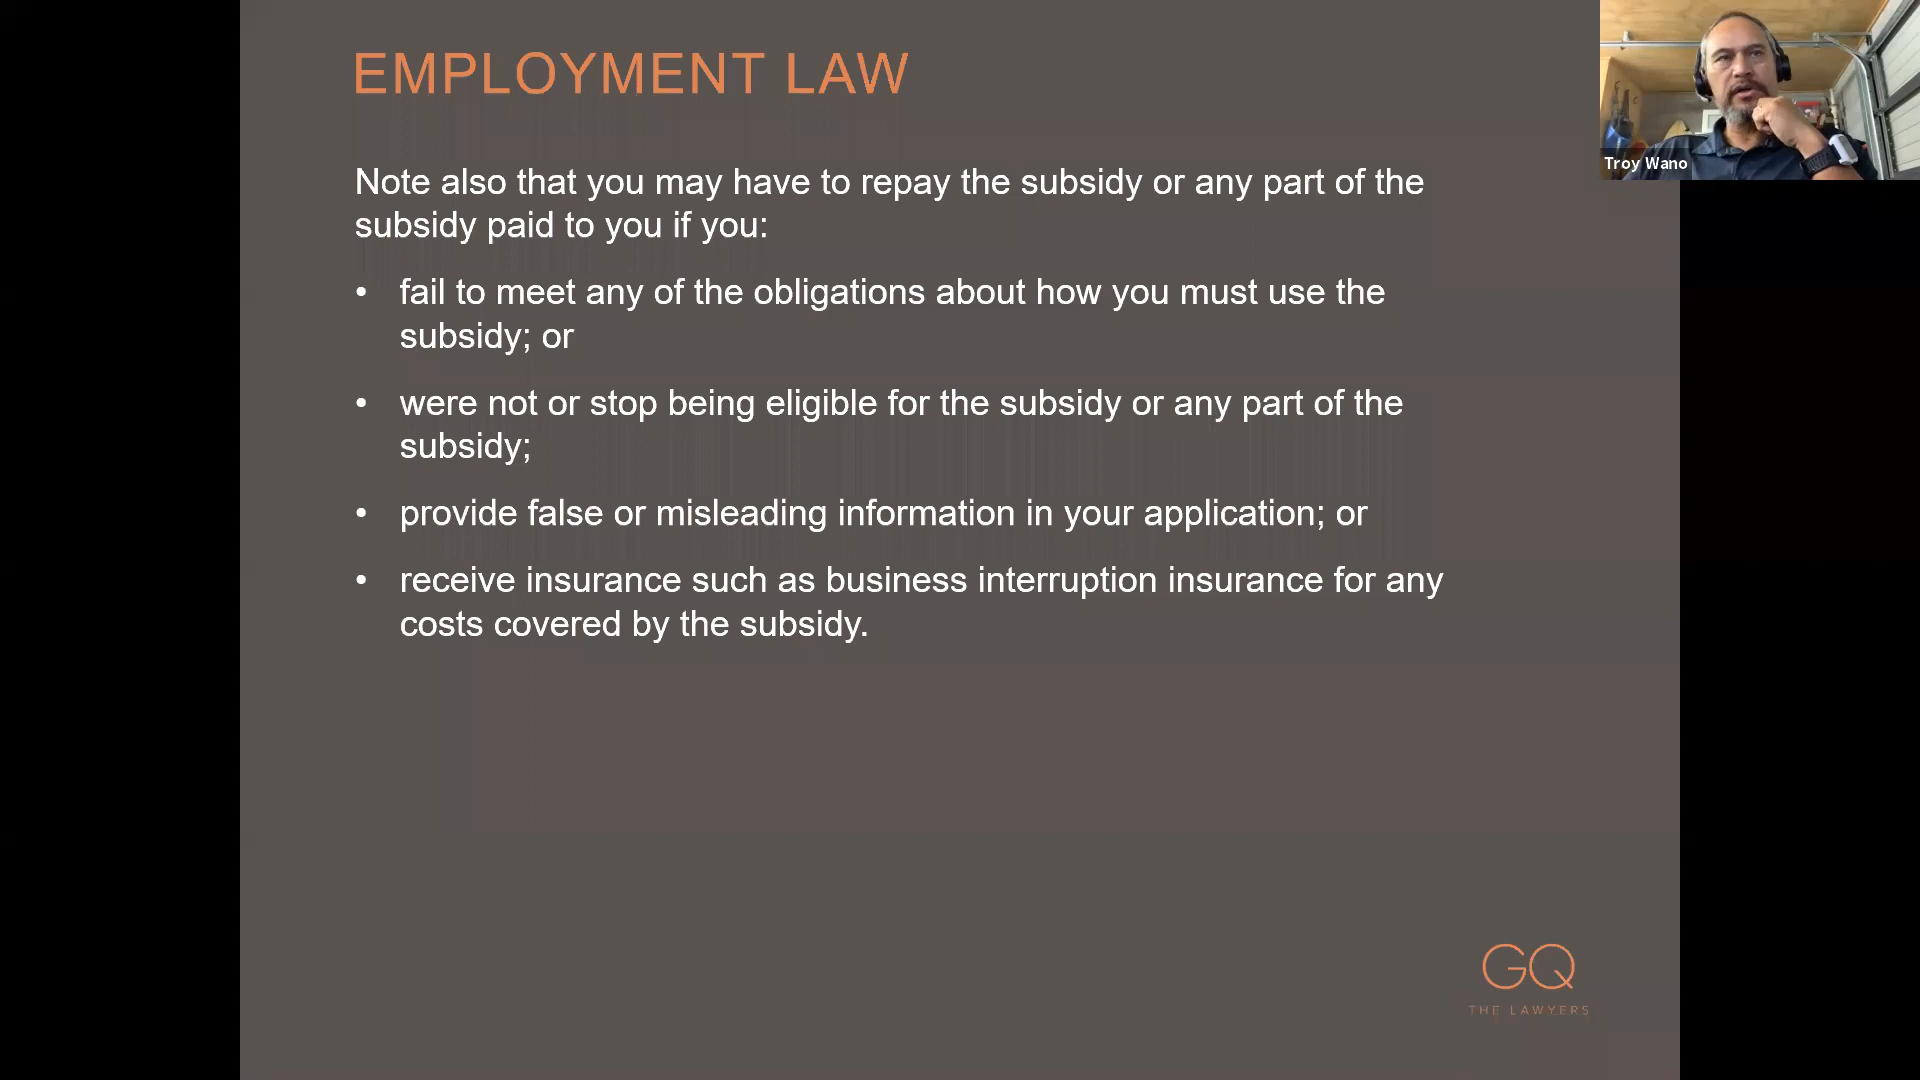 EMPLOYMENT LAW
Troy Wano
Note also that you may have to repay the subsidy or any part of the
subsidy paid to you if you:
• fail to meet any of the obligations about how you must use the
subsidy; or
• were not or stop being eligible for the subsidy or any part of the
subsidy;
• provide false or misleading information in your application; or
• receive insurance such as business interruption insurance for any
costs covered by the subsidy.
GQ
THE LAWYERS